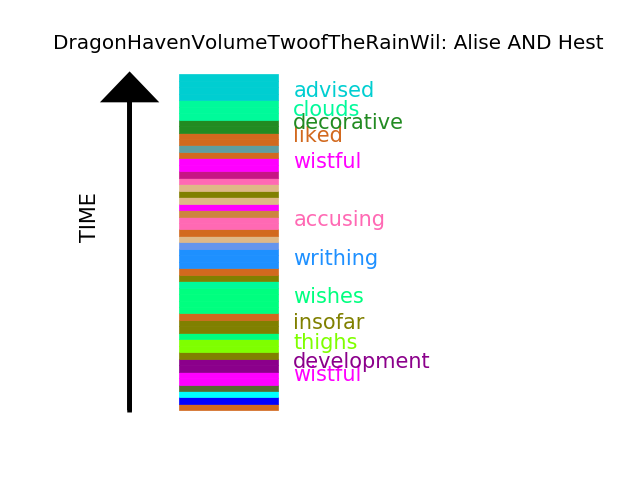 DragonHavenVolumeTwoofTheRainWil: Alise AND Hest
TIME
advised
clouds
decorative
liked
wistful
accusing
writhing
wishes
insofar
thighs
development
wistful